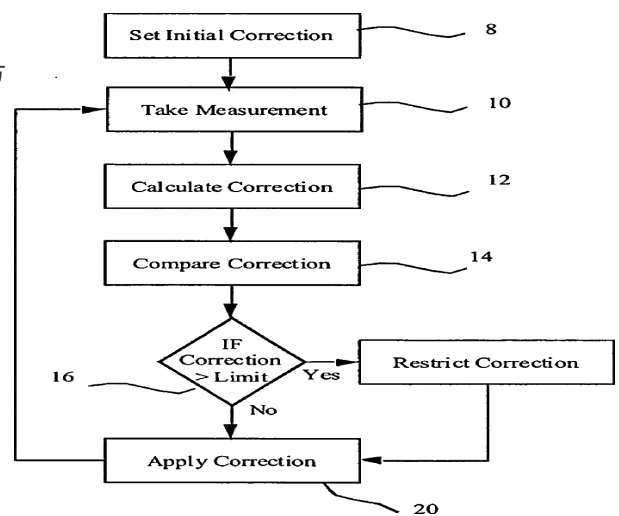 Set Initial Correction
8
Take Measurement
10
Calculate Correction
12
Compare Correction
14
IF
Correction
> Limit
16
Yes
Restrict Correction
No
Apply Correction
20